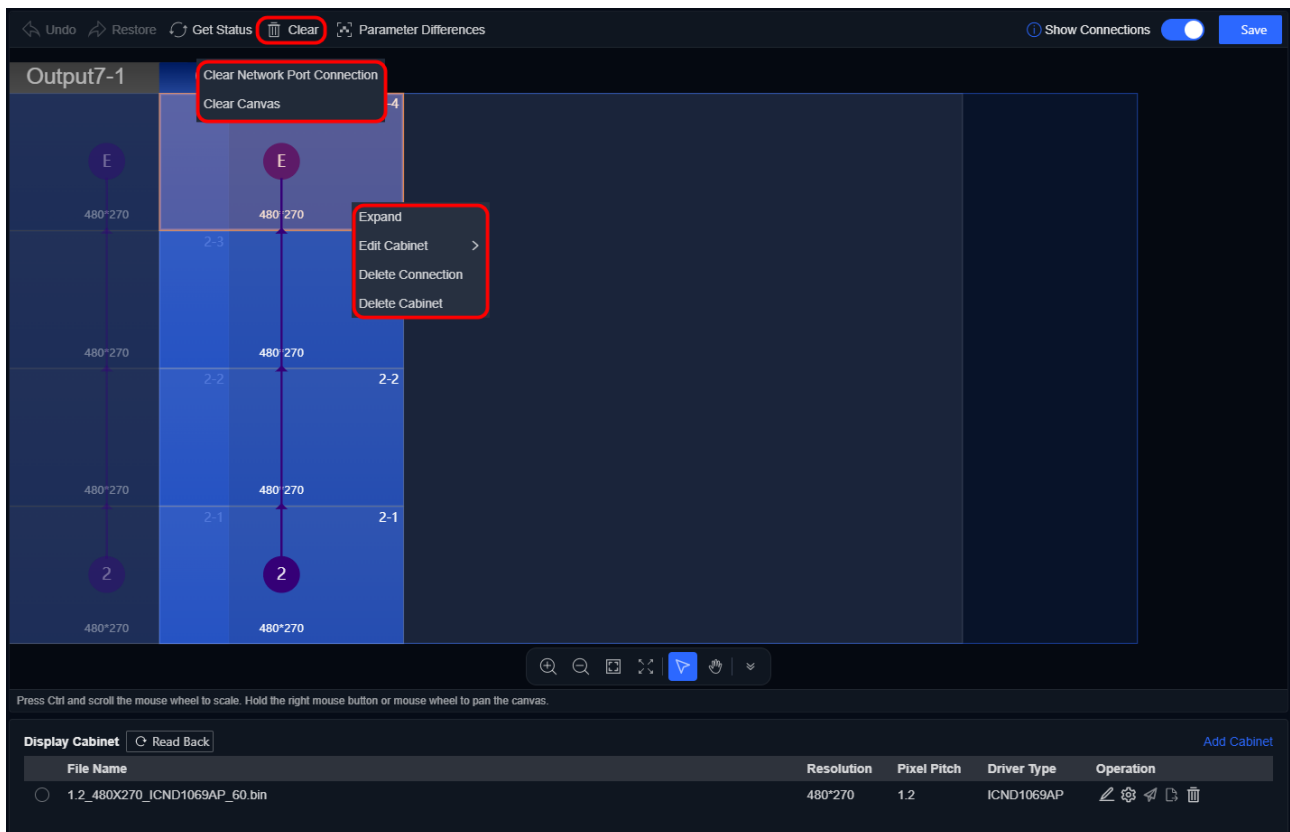 Undo Restore Get Status Clear Parameter Differences Show Connections Save
Output7-1
Clear Network Port Connection
Clear Canvas
-4
E E
480*270 480*270
Expand
2-3
Edit Cabinet
Delete Connection
Delete Cabinet
480*270 480*270
2-2 2-2
480*270 480*270
2-1 2-1
2 2
480*270 480*270
Press Ctrl and scroll the mouse wheel to scale. Hold the right mouse button or mouse wheel to pan the canvas.
Display Cabinet Read Back Add Cabinet
File Name Resolution Pixel Pitch Driver Type Operation
1.2_480X270_ICND1069AP_60.bin 480*270 1.2 ICND1069AP